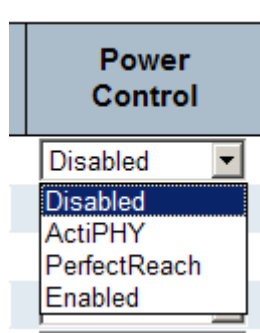 Power
Control
Disabled
Disabled
ActiPHY
PerfectReach
Enabled